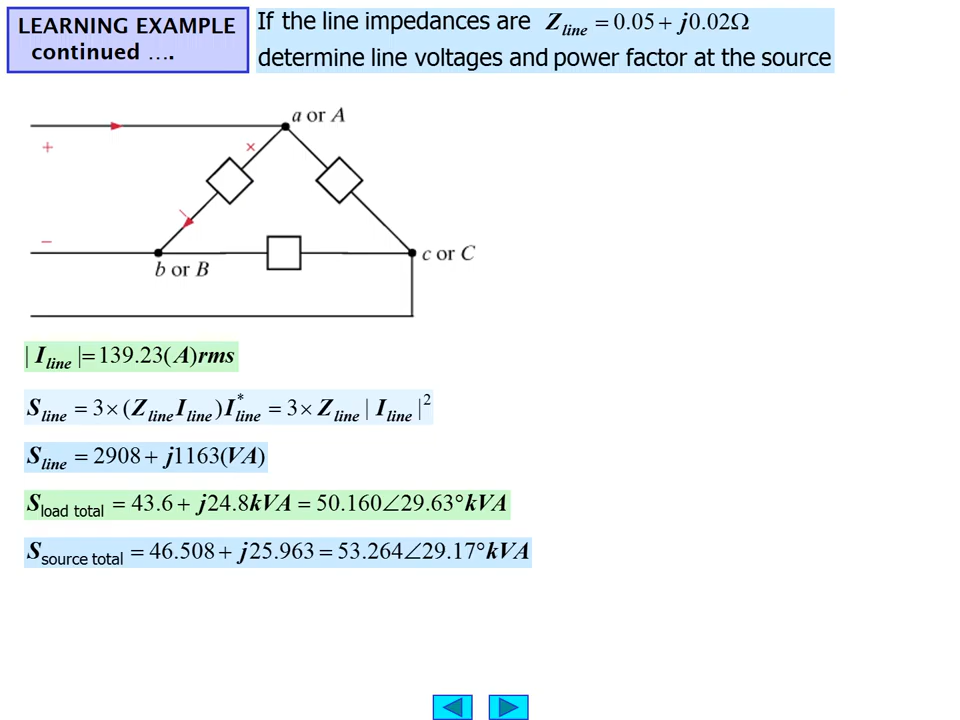 LEARNING EXAMPLE
continued ….
If the line impedances are Z_line = 0.05 + j0.02Ω
determine line voltages and power factor at the source
a or A
+
×
\
−
b or B
c or C
| I_line |= 139.23(A)rms
S_line = 3×(Z_line I_line)I*_line = 3× Z_line | I_line |²
S_line = 2908 + j1163(VA)
S_load total = 43.6 + j24.8kVA = 50.160∠29.63°kVA
S_source total = 46.508 + j25.963 = 53.264∠29.17°kVA